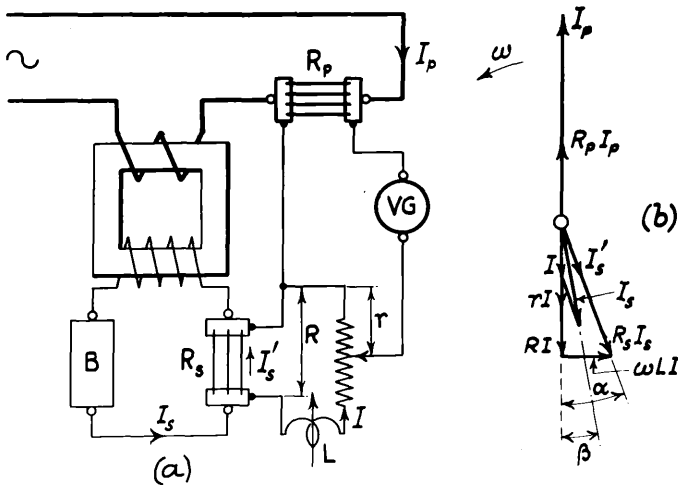 I_p
R_p
VG
B
R_s
I_s'
R
r
I
L
I_s
(a)
ω
I_p
R_p I_p
(b)
I
I_s'
rI
I_s
RI
R_s I_s
ωLI
α
β